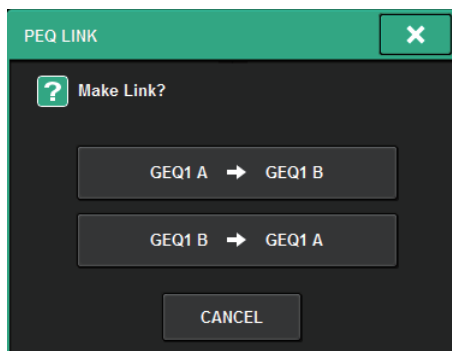 PEQ LINK
Make Link?
GEQ1 A → GEQ1 B
GEQ1 B → GEQ1 A
CANCEL